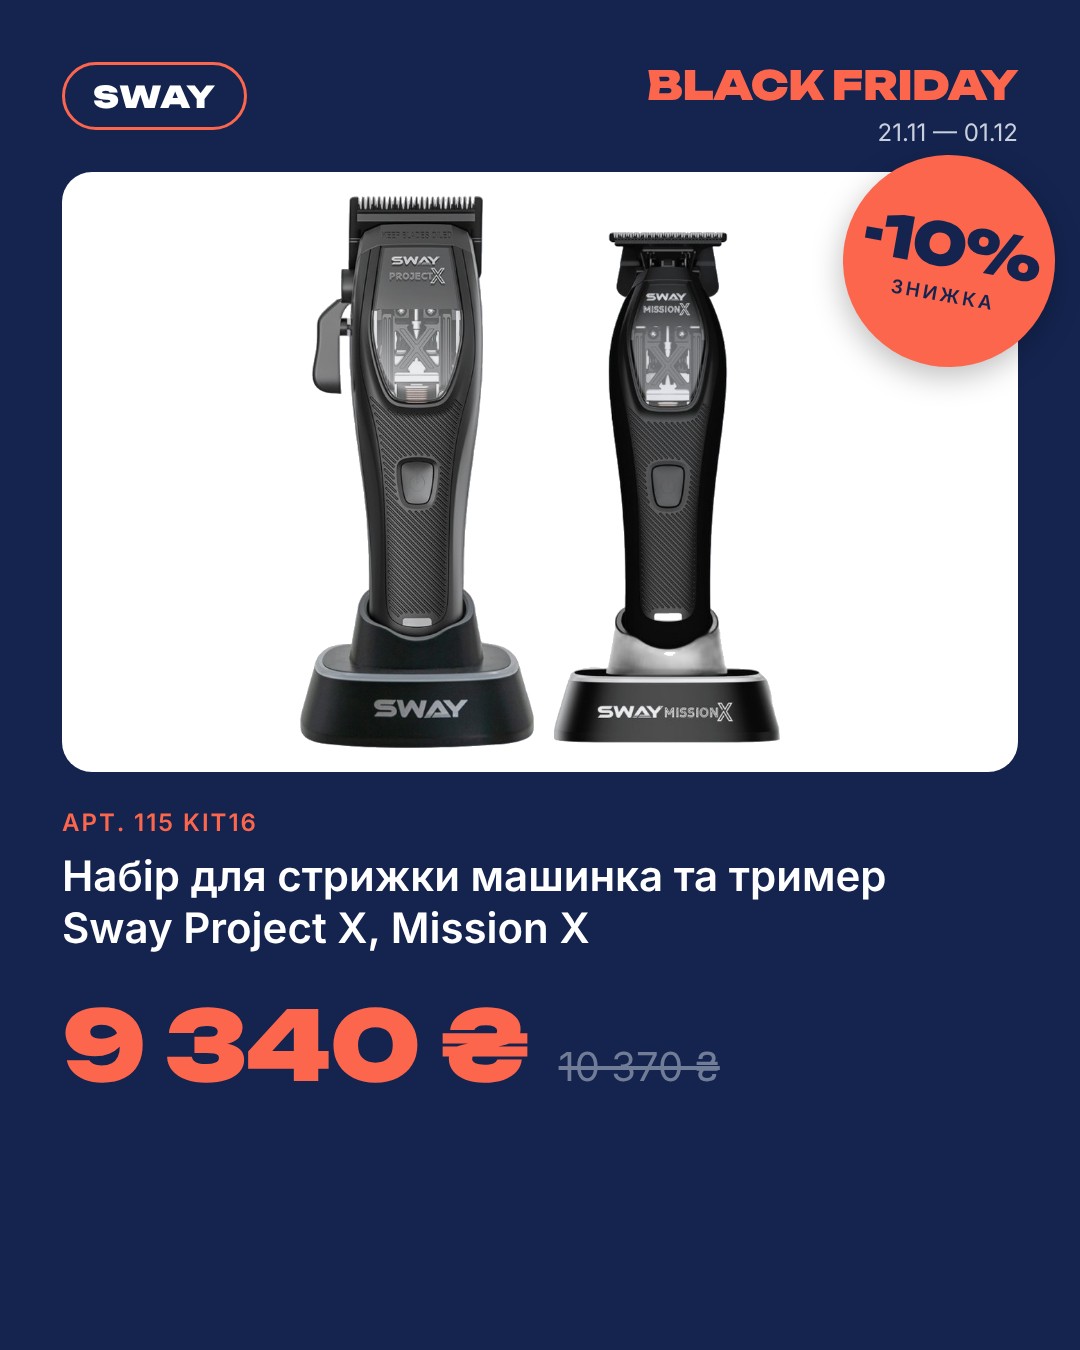 SWAY
BLACK FRIDAY
21.11 — 01.12
-10%
ЗНИЖКА
SWAY
PROJECT X
SWAY
MISSION X
SWAY
SWAY MISSION X
АРТ. 115 KIT16
Набір для стрижки машинка та тример
Sway Project X, Mission X
9 340 ₴
10 370 ₴